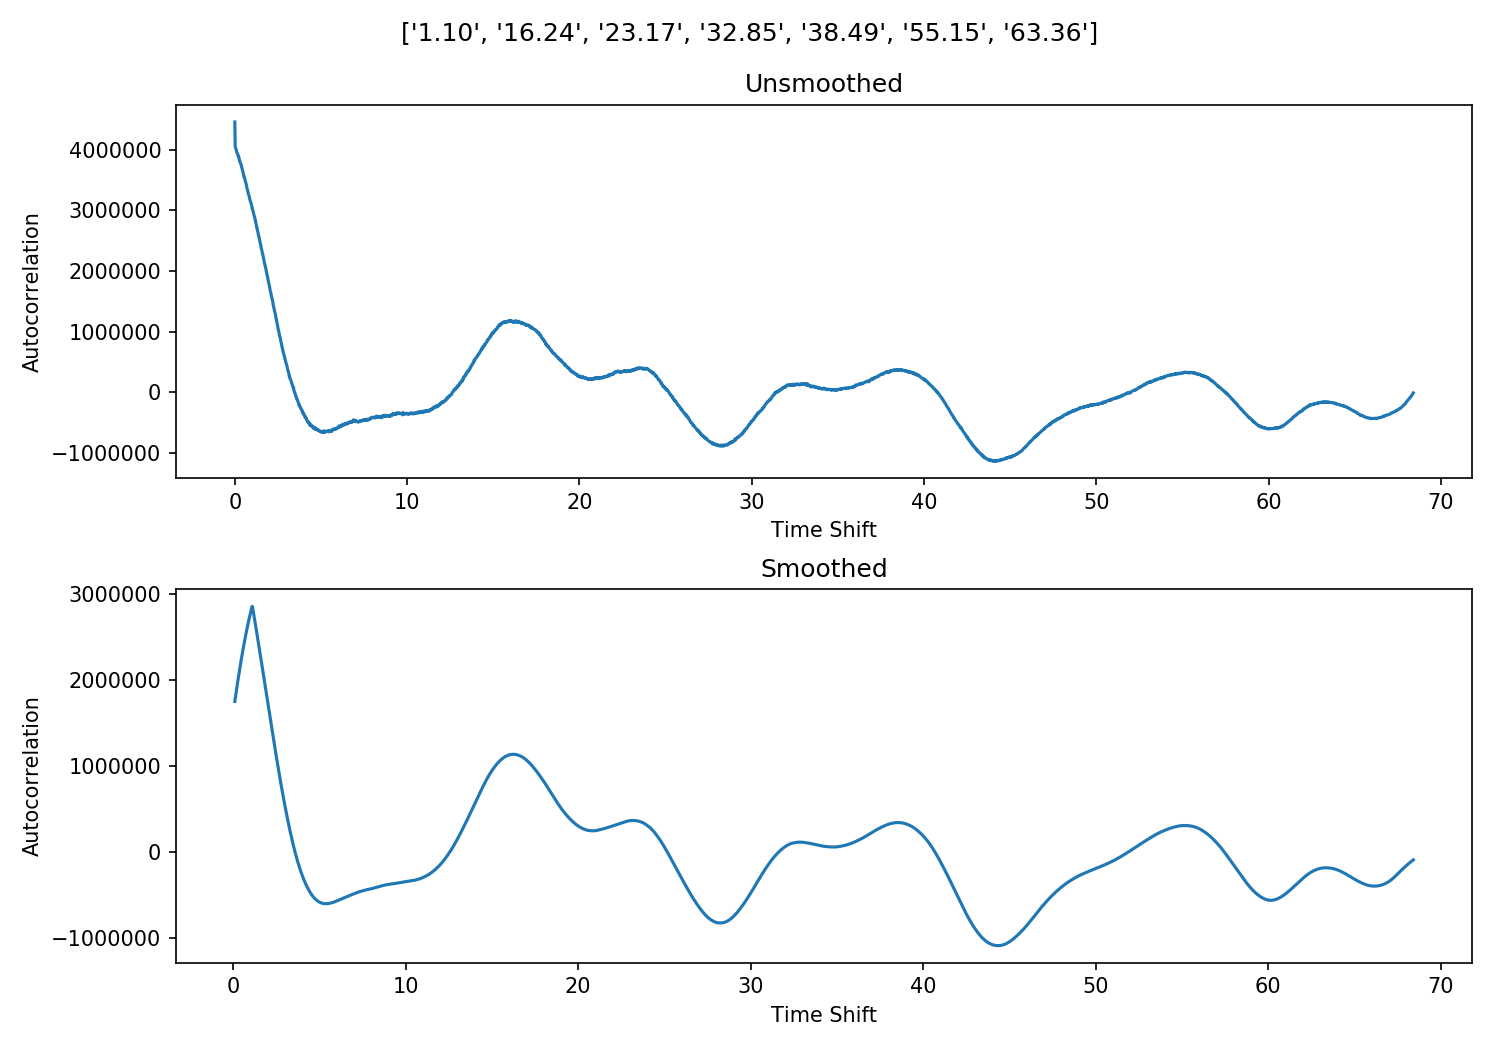 ['1.10', '16.24', '23.17', '32.85', '38.49', '55.15', '63.36']
Unsmoothed
4000000
3000000
2000000
1000000
0
−1000000
Autocorrelation
0 10 20 30 40 50 60 70
Time Shift
Smoothed
3000000
2000000
1000000
0
−1000000
Autocorrelation
0 10 20 30 40 50 60 70
Time Shift